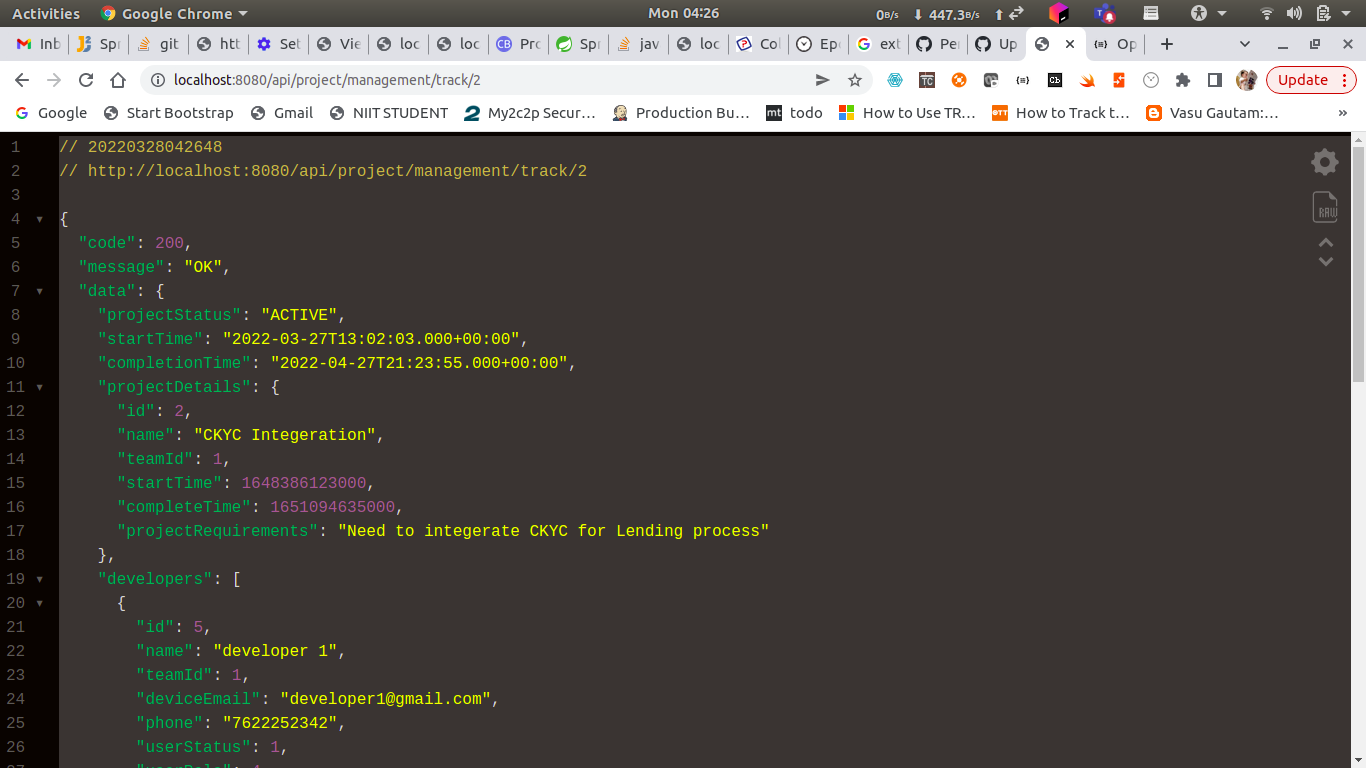 Activities Google Chrome Mon 04:26 0B/s 447.3B/s
Inb Spr git htt Set Vie loc loc CB Pro Spr jav loc Col Epo G ext Per Up Op
localhost:8080/api/project/management/track/2 TC Cb Update
Google Start Bootstrap Gmail NIIT STUDENT My2c2p Secur... Production Bu... mt todo How to Use TR... OTT How to Track t... Vasu Gautam:... »
1 // 20220328042648
2 // http://localhost:8080/api/project/management/track/2
3
4 {
5 "code": 200,
6 "message": "OK",
7 "data": {
8 "projectStatus": "ACTIVE",
9 "startTime": "2022-03-27T13:02:03.000+00:00",
10 "completionTime": "2022-04-27T21:23:55.000+00:00",
11 "projectDetails": {
12 "id": 2,
13 "name": "CKYC Integeration",
14 "teamId": 1,
15 "startTime": 1648386123000,
16 "completeTime": 1651094635000,
17 "projectRequirements": "Need to integerate CKYC for Lending process"
18 },
19 "developers": [
20 {
21 "id": 5,
22 "name": "developer 1",
23 "teamId": 1,
24 "deviceEmail": "developer1@gmail.com",
25 "phone": "7622252342",
26 "userStatus": 1,
RAW